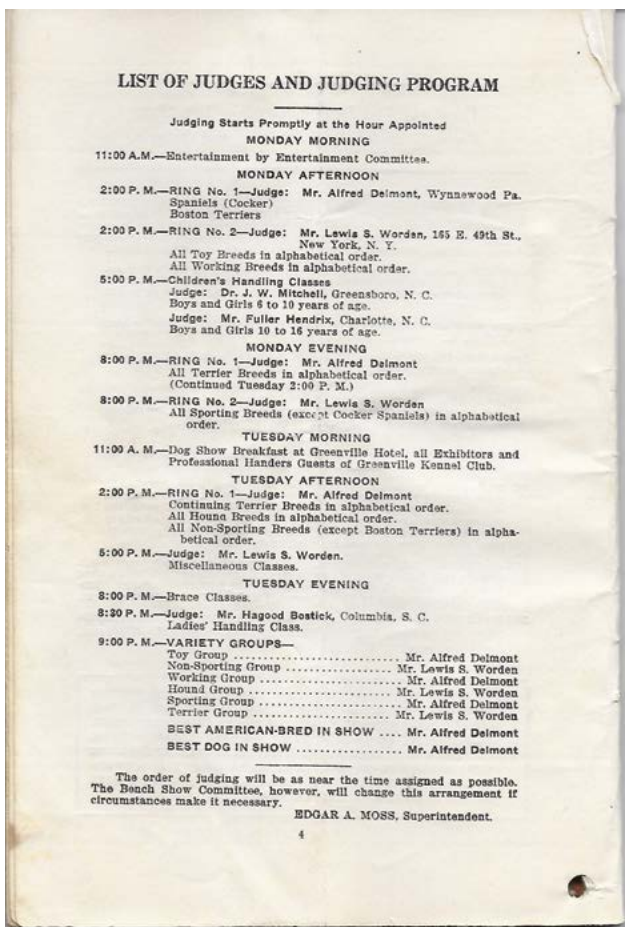 LIST OF JUDGES AND JUDGING PROGRAM
Judging Starts Promptly at the Hour Appointed
MONDAY MORNING
11:00 A.M.—Entertainment by Entertainment Committee.
MONDAY AFTERNOON
2:00 P. M.—RING No. 1—Judge: Mr. Alfred Delmont, Wynnewood Pa.
Spaniels (Cocker)
Boston Terriers
2:00 P. M.—RING No. 2—Judge: Mr. Lewis S. Worden, 165 E. 49th St.,
New York, N. Y.
All Toy Breeds in alphabetical order.
All Working Breeds in alphabetical order.
5:00 P. M.—Children's Handling Classes
Judge: Dr. J. W. Mitchell, Greensboro, N. C.
Boys and Girls 6 to 10 years of age.
Judge: Mr. Fuller Hendrix, Charlotte, N. C.
Boys and Girls 10 to 16 years of age.
MONDAY EVENING
8:00 P. M.—RING No. 1—Judge: Mr. Alfred Delmont
All Terrier Breeds in alphabetical order.
(Continued Tuesday 2:00 P. M.)
8:00 P. M.—RING No. 2—Judge: Mr. Lewis S. Worden
All Sporting Breeds (except Cocker Spaniels) in alphabetical
order.
TUESDAY MORNING
11:00 A. M.—Dog Show Breakfast at Greenville Hotel, all Exhibitors and
Professional Handers Guests of Greenville Kennel Club.
TUESDAY AFTERNOON
2:00 P. M.—RING No. 1—Judge: Mr. Alfred Delmont
Continuing Terrier Breeds in alphabetical order.
All Hound Breeds in alphabetical order.
All Non-Sporting Breeds (except Boston Terriers) in alpha-
betical order.
5:00 P. M.—Judge: Mr. Lewis S. Worden.
Miscellaneous Classes.
TUESDAY EVENING
8:00 P. M.—Brace Classes.
8:30 P. M.—Judge: Mr. Hagood Bostick, Columbia, S. C.
Ladies' Handling Class.
9:00 P. M.—VARIETY GROUPS—
Toy Group ............................ Mr. Alfred Delmont
Non-Sporting Group .................. Mr. Lewis S. Worden
Working Group ........................ Mr. Alfred Delmont
Hound Group ........................ Mr. Lewis S. Worden
Sporting Group ....................... Mr. Alfred Delmont
Terrier Group ....................... Mr. Lewis S. Worden
BEST AMERICAN-BRED IN SHOW .... Mr. Alfred Delmont
BEST DOG IN SHOW .................. Mr. Alfred Delmont
The order of judging will be as near the time assigned as possible.
The Bench Show Committee, however, will change this arrangement if
circumstances make it necessary.
EDGAR A. MOSS, Superintendent.
4